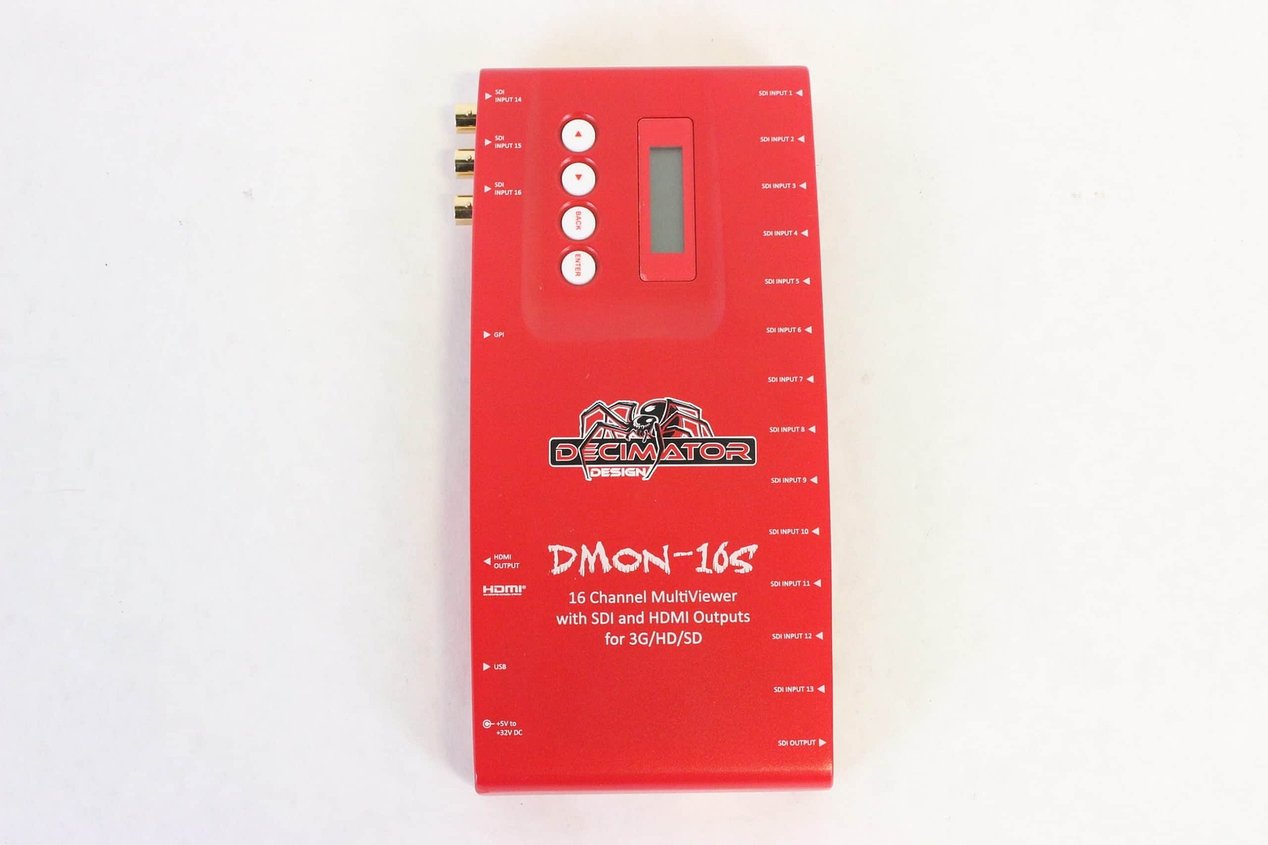 SDI
INPUT 14
SDI
INPUT 15
SDI
INPUT 16
BACK
ENTER
GPI
SDI INPUT 1
SDI INPUT 2
SDI INPUT 3
SDI INPUT 4
SDI INPUT 5
SDI INPUT 6
SDI INPUT 7
SDI INPUT 8
SDI INPUT 9
SDI INPUT 10
SDI INPUT 11
SDI INPUT 12
SDI INPUT 13
SDI OUTPUT
DECIMATOR
DESIGN
DMON-16S
16 Channel MultiViewer
with SDI and HDMI Outputs
for 3G/HD/SD
HDMI
OUTPUT
HDMI
USB
+5V to
+32V DC